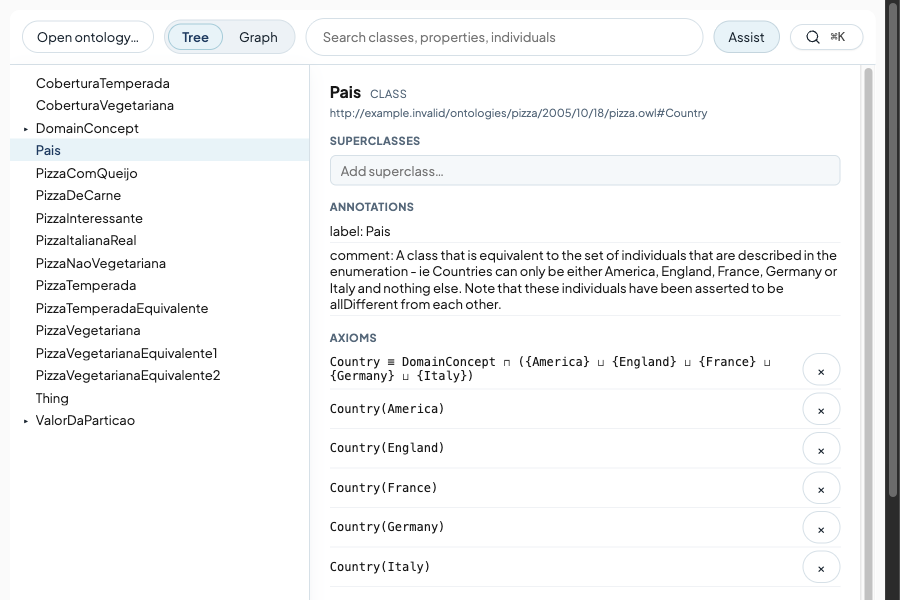 Open ontology…
Tree
Graph
Search classes, properties, individuals
Assist
⌘K
CoberturaTemperada
CoberturaVegetariana
▸ DomainConcept
Pais
PizzaComQueijo
PizzaDeCarne
PizzaInteressante
PizzaItalianaReal
PizzaNaoVegetariana
PizzaTemperada
PizzaTemperadaEquivalente
PizzaVegetariana
PizzaVegetarianaEquivalente1
PizzaVegetarianaEquivalente2
Thing
▸ ValorDaParticao
Pais CLASS
http://example.invalid/ontologies/pizza/2005/10/18/pizza.owl#Country
SUPERCLASSES
Add superclass…
ANNOTATIONS
label: Pais
comment: A class that is equivalent to the set of individuals that are described in the
enumeration - ie Countries can only be either America, England, France, Germany or
Italy and nothing else. Note that these individuals have been asserted to be
allDifferent from each other.
AXIOMS
Country ≡ DomainConcept ⊓ ({America} ⊔ {England} ⊔ {France} ⊔
{Germany} ⊔ {Italy})
×
Country(America)
×
Country(England)
×
Country(France)
×
Country(Germany)
×
Country(Italy)
×